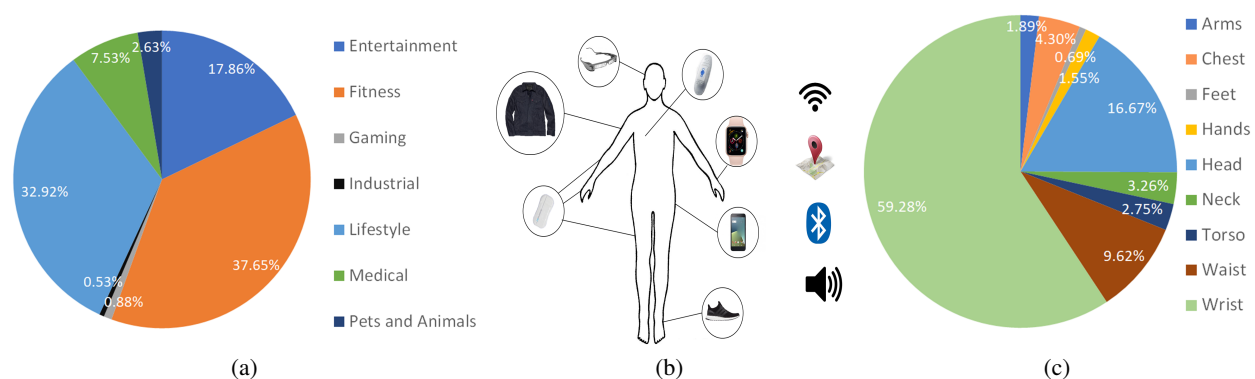 2.63%
7.53%
17.86%
32.92%
37.65%
0.53%
0.88%
Entertainment
Fitness
Gaming
Industrial
Lifestyle
Medical
Pets and Animals
(a)
(b)
1.89%
4.30%
0.69%
1.55%
16.67%
3.26%
2.75%
9.62%
59.28%
Arms
Chest
Feet
Hands
Head
Neck
Torso
Waist
Wrist
(c)